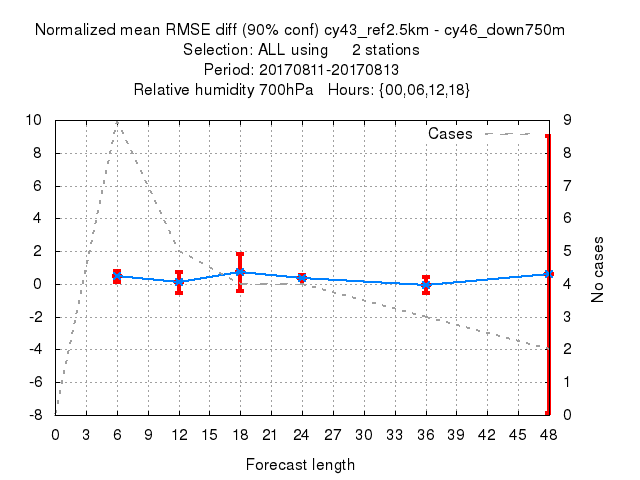 Normalized mean RMSE diff (90% conf) cy43_ref2.5km - cy46_down750m
Selection: ALL using 2 stations
Period: 20170811-20170813
Relative humidity 700hPa Hours: {00,06,12,18}
Cases
10
8
6
4
2
0
-2
-4
-6
-8
9
8
7
6
5
4
3
2
1
0
No cases
0 3 6 9 12 15 18 21 24 27 30 33 36 39 42 45 48
Forecast length